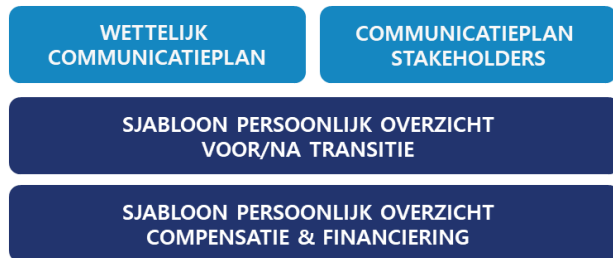 WETTELIJK
COMMUNICATIEPLAN
COMMUNICATIEPLAN
STAKEHOLDERS
SJABLOON PERSOONLIJK OVERZICHT
VOOR/NA TRANSITIE
SJABLOON PERSOONLIJK OVERZICHT
COMPENSATIE & FINANCIERING